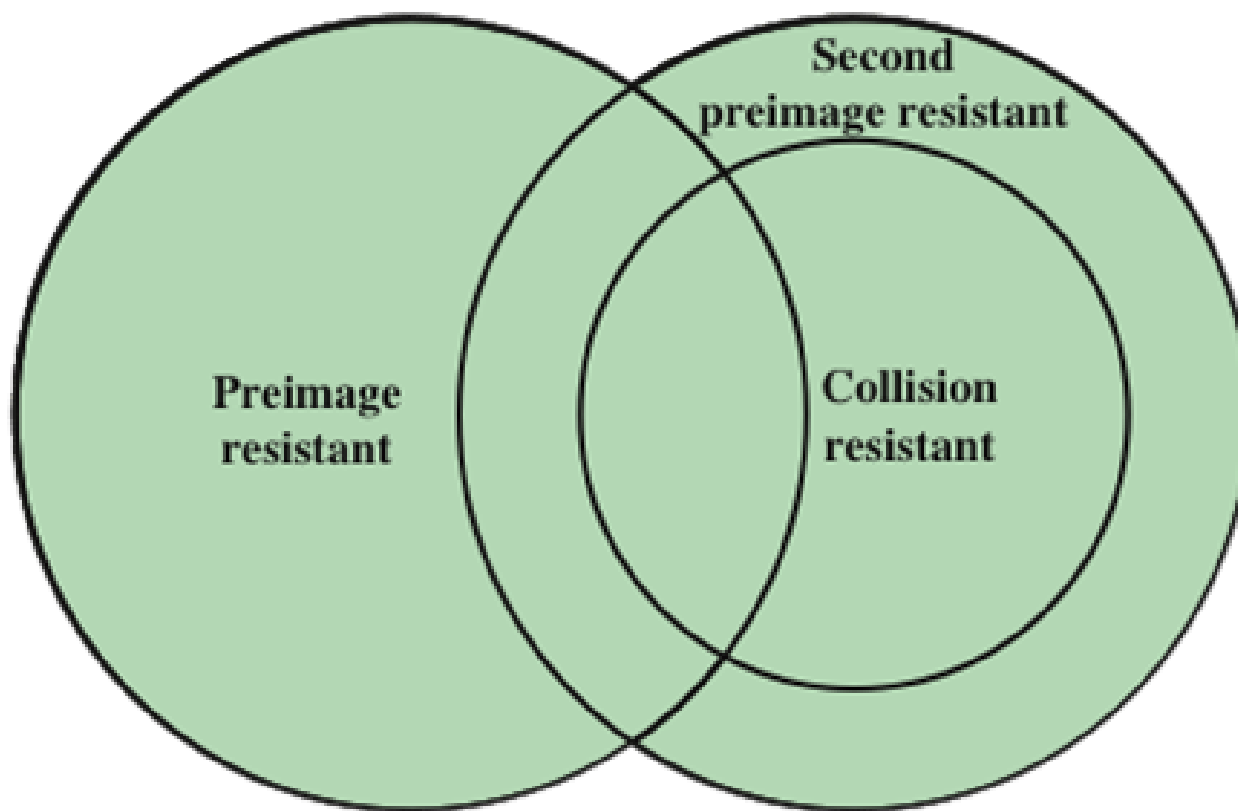 Second
preimage resistant
Preimage
resistant
Collision
resistant